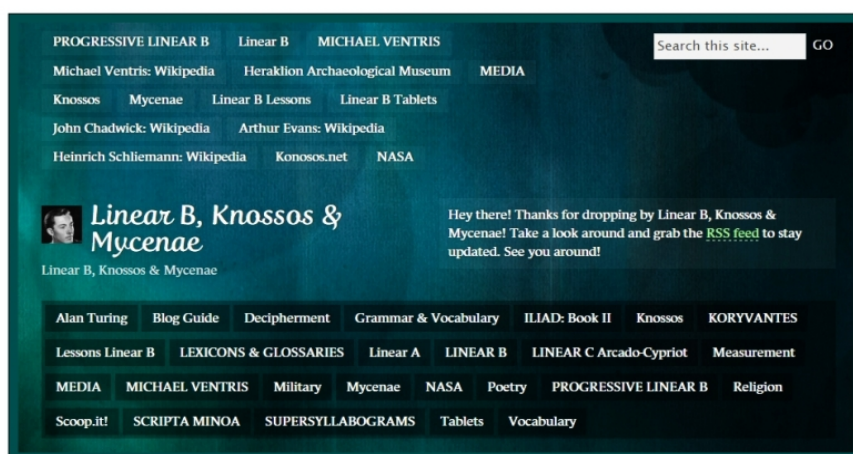 PROGRESSIVE LINEAR B Linear B MICHAEL VENTRIS
Search this site... GO
Michael Ventris: Wikipedia Heraklion Archaeological Museum MEDIA
Knossos Mycenae Linear B Lessons Linear B Tablets
John Chadwick: Wikipedia Arthur Evans: Wikipedia
Heinrich Schliemann: Wikipedia Konosos.net NASA
Linear B, Knossos &
Mycenae
Linear B, Knossos & Mycenae
Hey there! Thanks for dropping by Linear B, Knossos &
Mycenae! Take a look around and grab the RSS feed to stay
updated. See you around!
Alan Turing Blog Guide Decipherment Grammar & Vocabulary ILIAD: Book II Knossos KORYVANTES
Lessons Linear B LEXICONS & GLOSSARIES Linear A LINEAR B LINEAR C Arcado-Cypriot Measurement
MEDIA MICHAEL VENTRIS Military Mycenae NASA Poetry PROGRESSIVE LINEAR B Religion
Scoop.it! SCRIPTA MINOA SUPERSYLLABOGRAMS Tablets Vocabulary